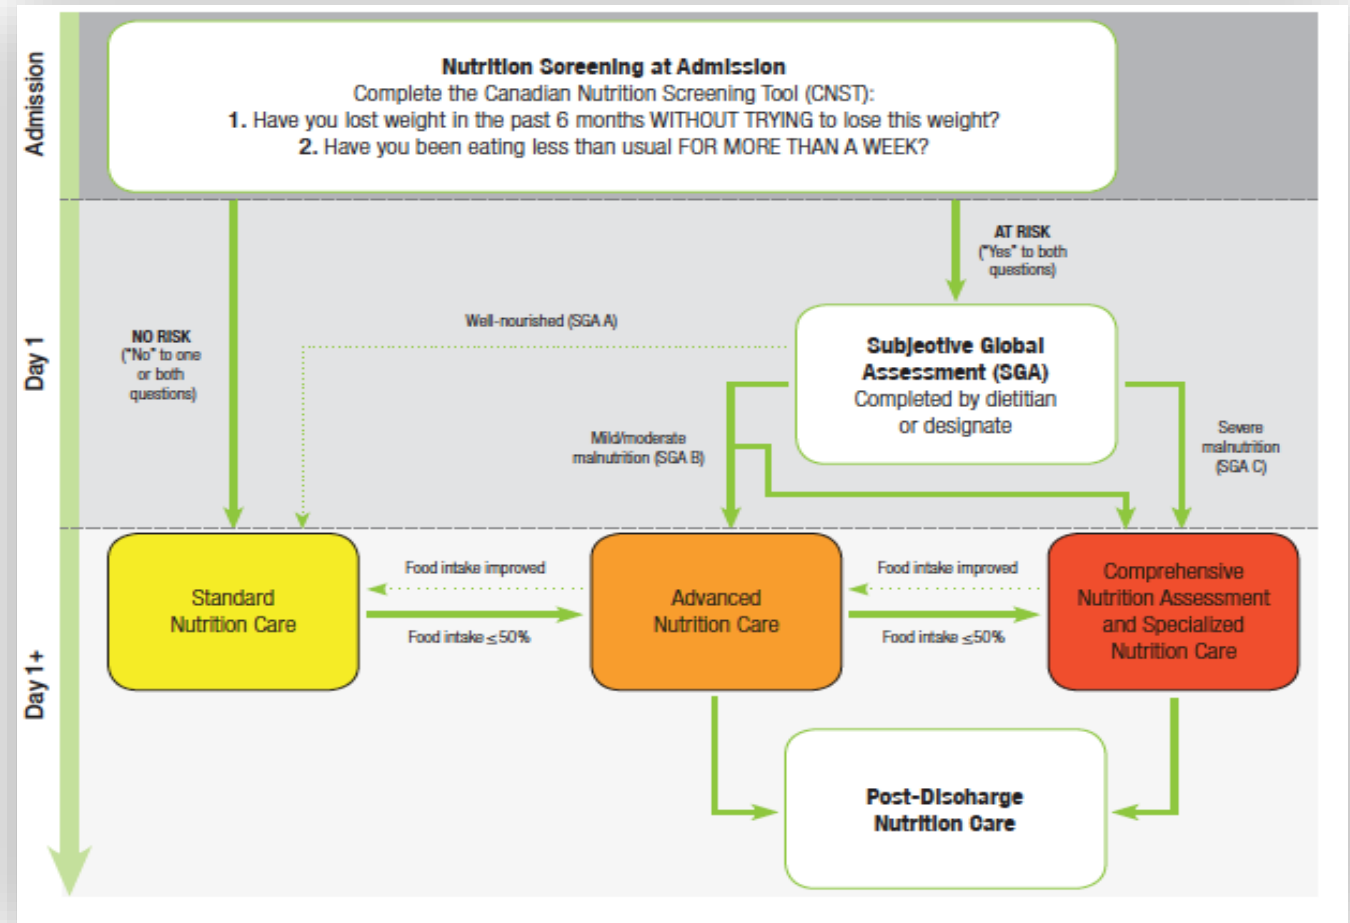 Admission
Nutrition Soreening at Admission
Complete the Canadian Nutrition Screening Tool (CNST):
1. Have you lost weight in the past 6 months WITHOUT TRYING to lose this weight?
2. Have you been eating less than usual FOR MORE THAN A WEEK?
Day 1
NO RISK
("No" to one
or both
questions)
AT RISK
("Yes" to both
questions)
Well-nourished (SGA A)
Subjeotive Global
Assessment (SGA)
Completed by dietitian
or designate
Mild/moderate
malnutrition (SGA B)
Severe
malnutrition
(SGA C)
Day 1+
Standard
Nutrition Care
Food intake improved
Food intake ≤50%
Advanced
Nutrition Care
Food intake improved
Food intake ≤50%
Comprehensive
Nutrition Assessment
and Specialized
Nutrition Care
Post-Disoharge
Nutrition Care